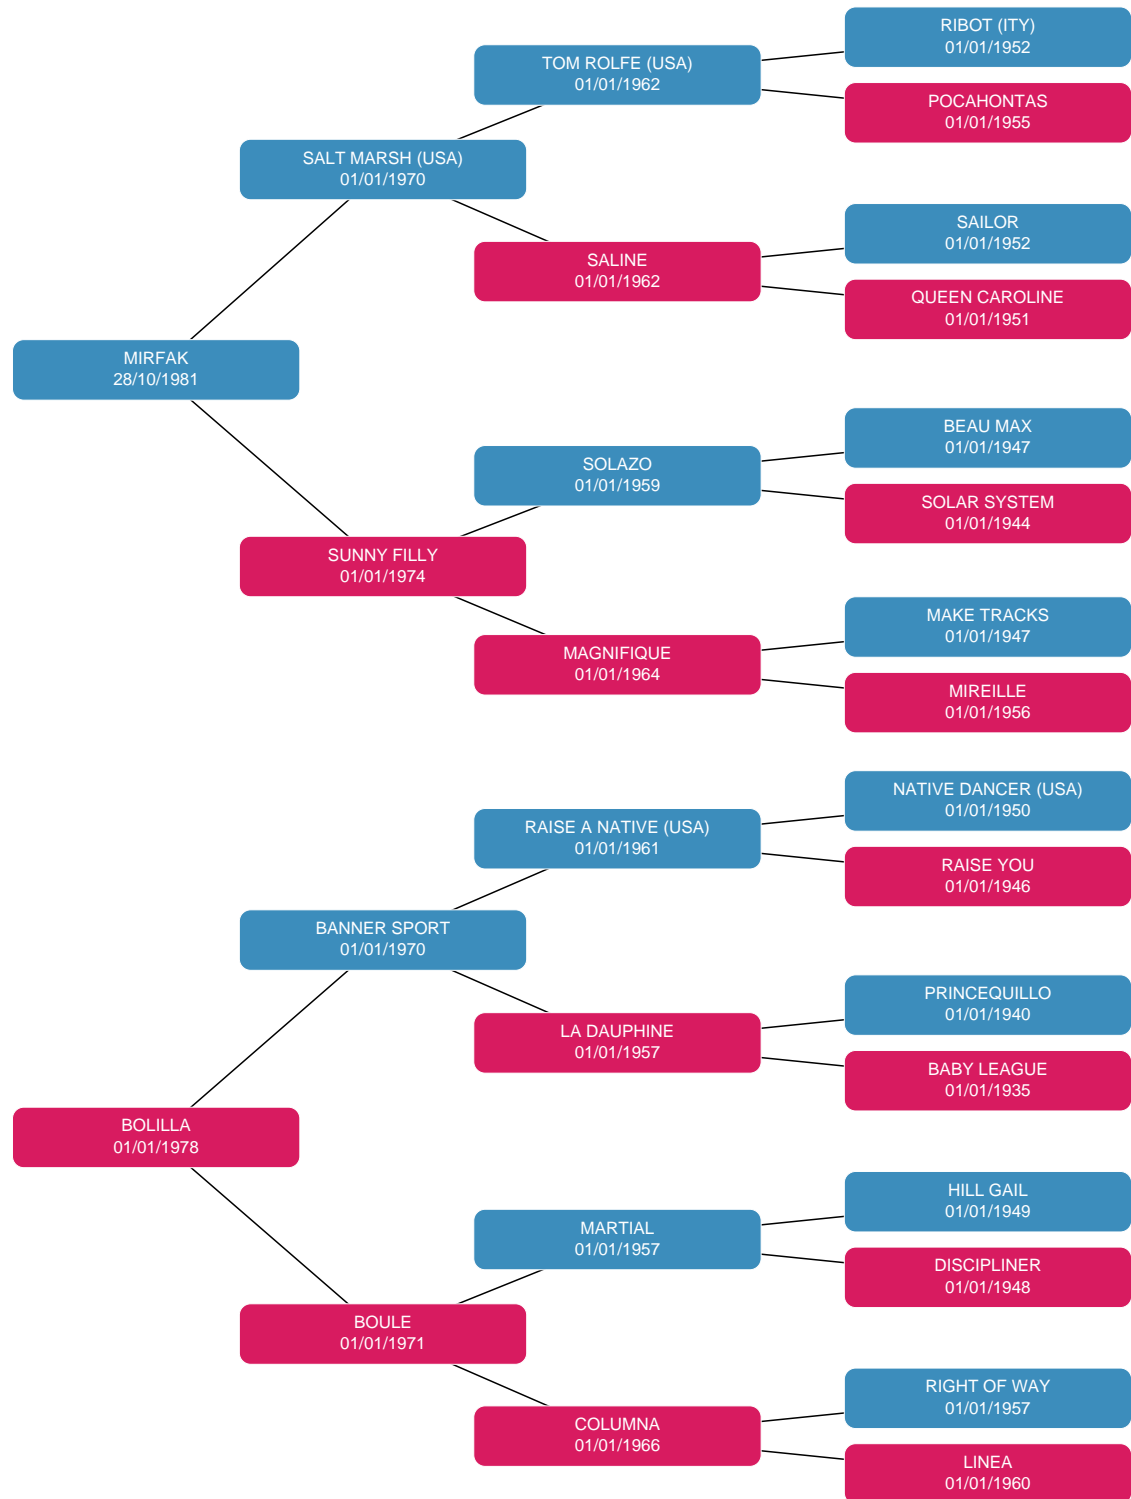 RIBOT (ITY)
01/01/1952
TOM ROLFE (USA)
01/01/1962
POCAHONTAS
01/01/1955
SALT MARSH (USA)
01/01/1970
SAILOR
01/01/1952
SALINE
01/01/1962
QUEEN CAROLINE
01/01/1951
MIRFAK
28/10/1981
BEAU MAX
01/01/1947
SOLAZO
01/01/1959
SOLAR SYSTEM
01/01/1944
SUNNY FILLY
01/01/1974
MAKE TRACKS
01/01/1947
MAGNIFIQUE
01/01/1964
MIREILLE
01/01/1956
NATIVE DANCER (USA)
01/01/1950
RAISE A NATIVE (USA)
01/01/1961
RAISE YOU
01/01/1946
BANNER SPORT
01/01/1970
PRINCEQUILLO
01/01/1940
LA DAUPHINE
01/01/1957
BABY LEAGUE
01/01/1935
BOLILLA
01/01/1978
HILL GAIL
01/01/1949
MARTIAL
01/01/1957
DISCIPLINER
01/01/1948
BOULE
01/01/1971
RIGHT OF WAY
01/01/1957
COLUMNA
01/01/1966
LINEA
01/01/1960